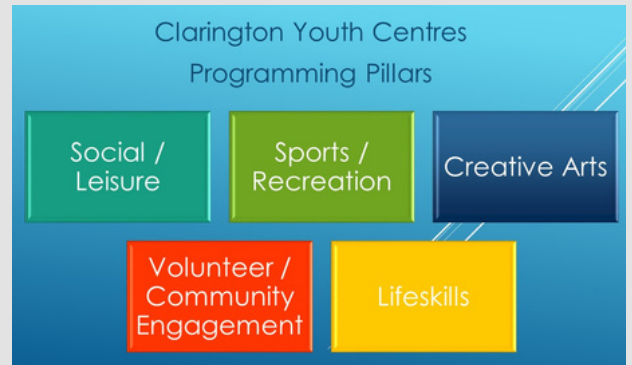 Clarington Youth Centres
Programming Pillars
Social /
Leisure
Sports /
Recreation
Creative Arts
Volunteer /
Community
Engagement
Lifeskills